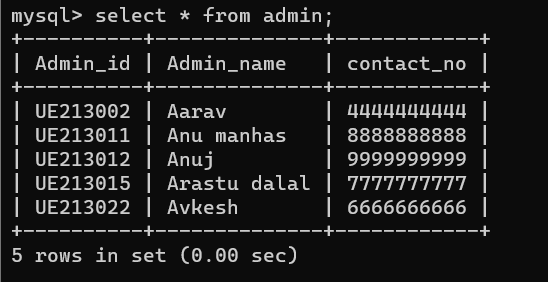 mysql> select * from admin;
+----------+--------------+------------+
| Admin_id | Admin_name   | contact_no |
+----------+--------------+------------+
| UE213002 | Aarav        | 4444444444 |
| UE213011 | Anu manhas   | 8888888888 |
| UE213012 | Anuj         | 9999999999 |
| UE213015 | Arastu dalal | 7777777777 |
| UE213022 | Avkesh       | 6666666666 |
+----------+--------------+------------+
5 rows in set (0.00 sec)